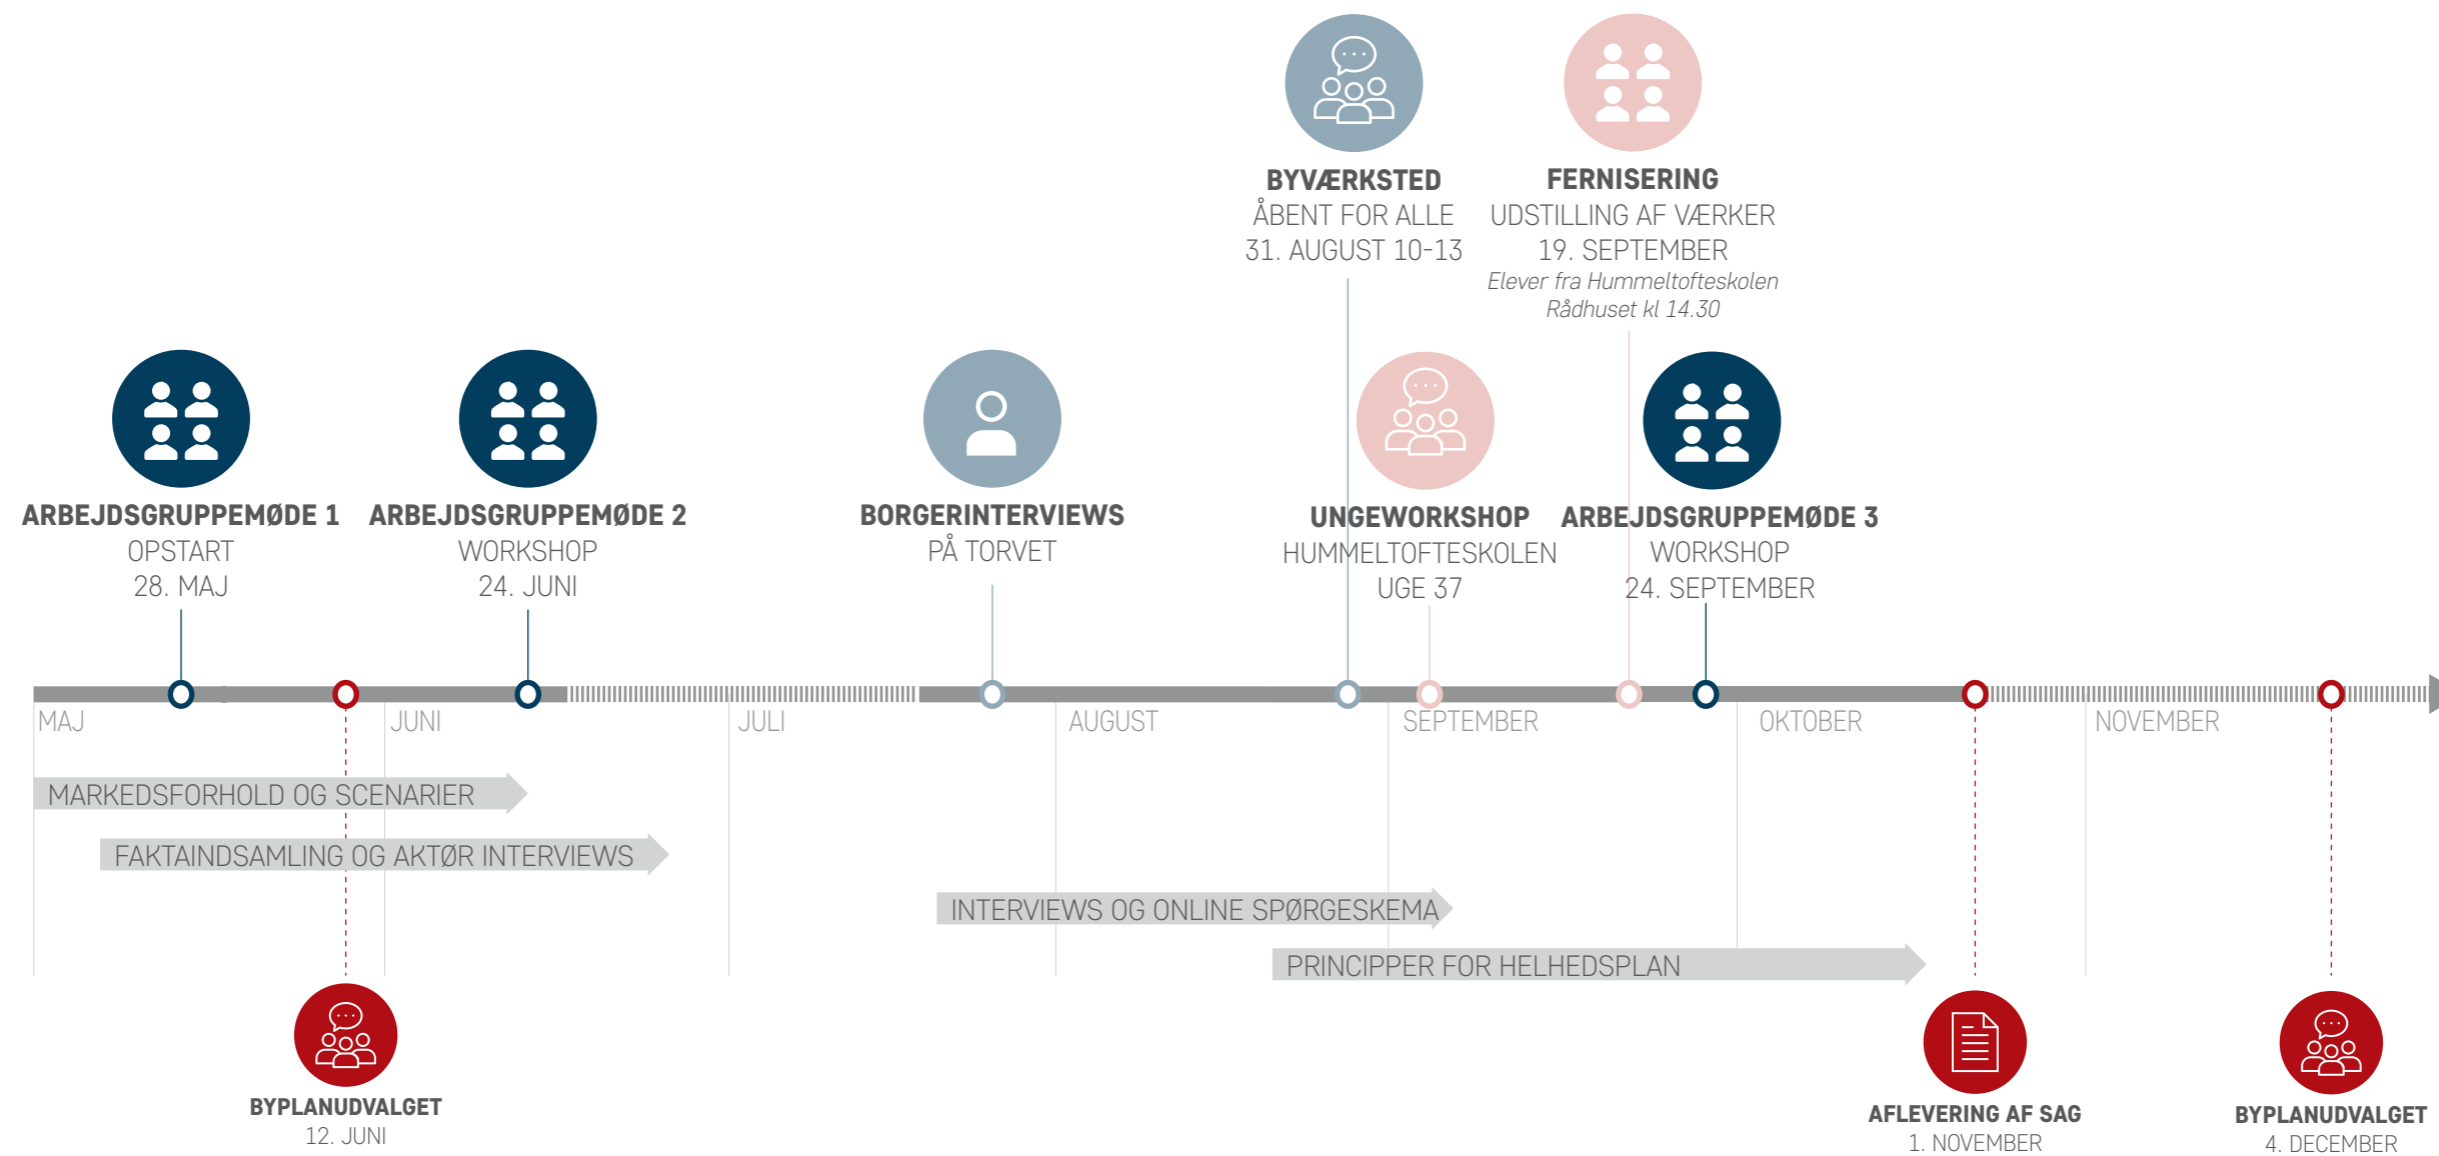 BYVÆRKSTED
ÅBENT FOR ALLE
31. AUGUST 10-13
FERNISERING
UDSTILLING AF VÆRKER
19. SEPTEMBER
Elever fra Hummeltofteskolen
Rådhuset kl 14.30
ARBEJDSGRUPPEMØDE 1
OPSTART
28. MAJ
ARBEJDSGRUPPEMØDE 2
WORKSHOP
24. JUNI
BORGERINTERVIEWS
PÅ TORVET
UNGEWORKSHOP
HUMMELTOFTESKOLEN
UGE 37
ARBEJDSGRUPPEMØDE 3
WORKSHOP
24. SEPTEMBER
MAJ
JUNI
JULI
AUGUST
SEPTEMBER
OKTOBER
NOVEMBER
MARKEDSFORHOLD OG SCENARIER
FAKTAINDSAMLING OG AKTØR INTERVIEWS
INTERVIEWS OG ONLINE SPØRGESKEMA
PRINCIPPER FOR HELHEDSPLAN
BYPLANUDVALGET
12. JUNI
AFLEVERING AF SAG
1. NOVEMBER
BYPLANUDVALGET
4. DECEMBER